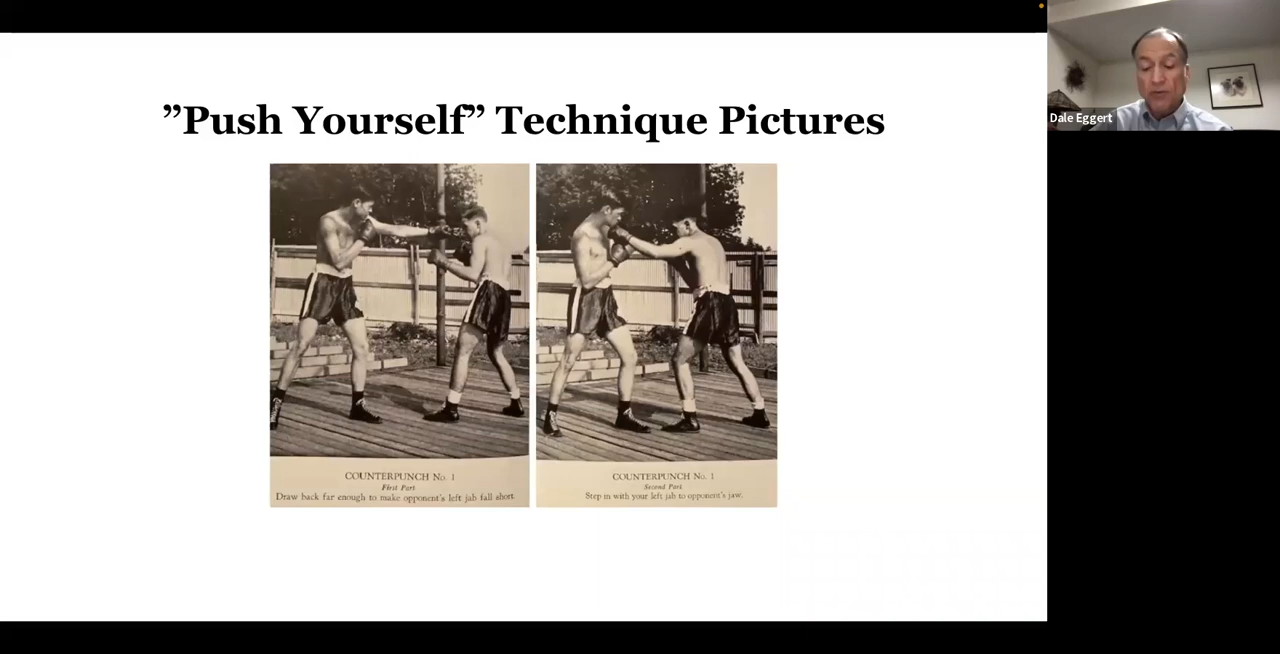 ”Push Yourself” Technique Pictures
COUNTERPUNCH No. 1
First Part
Draw back far enough to make opponent's left jab fall short
COUNTERPUNCH No. 1
Second Part
Step in with your left jab to opponent's jaw.
Dale Eggert